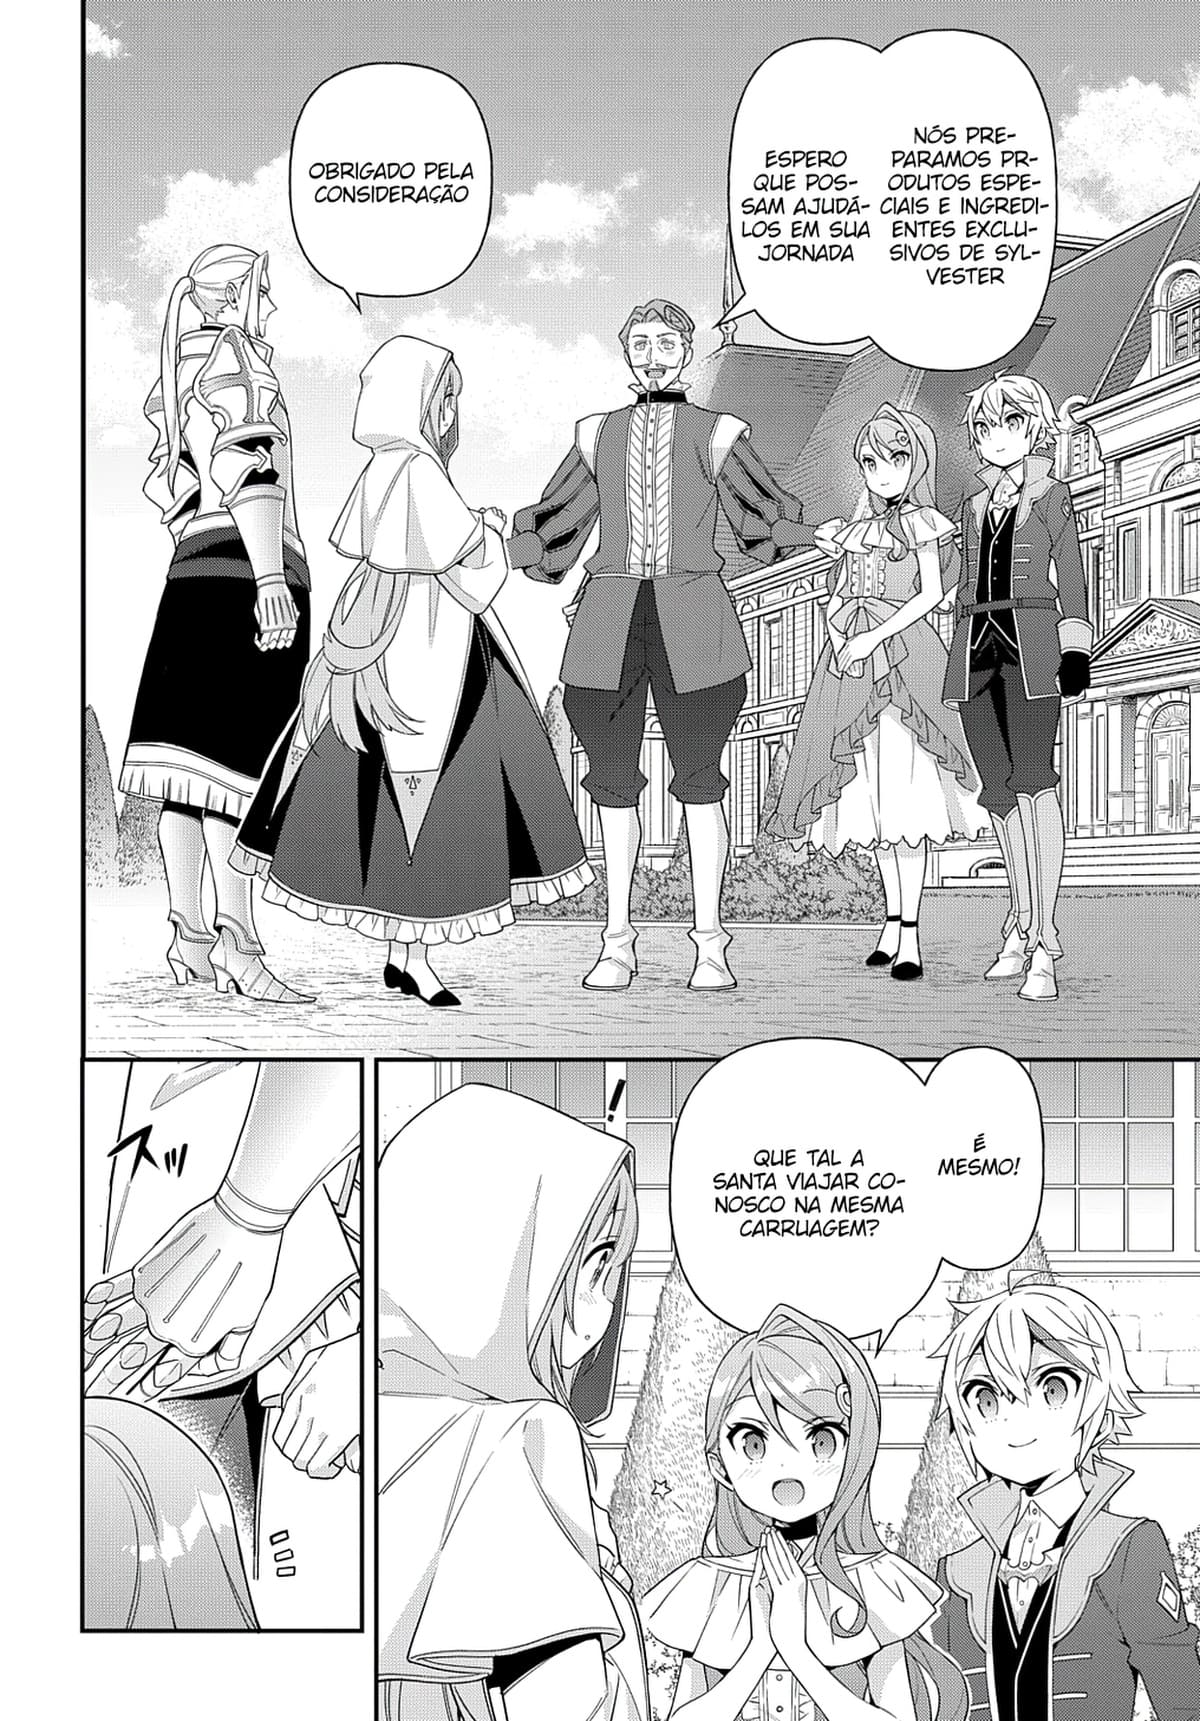 NÓS PRE-
PARAMOS PR-
ODUTOS ESPE-
CIAIS E INGREDI-
ENTES EXCLU-
SIVOS DE SYL-
VESTER
ESPERO
QUE POS-
SAM AJUDÁ-
LOS EM SUA
JORNADA
OBRIGADO PELA
CONSIDERAÇÃO
É
MESMO!
QUE TAL A
SANTA VIAJAR CO-
NOSCO NA MESMA
CARRUAGEM?
!
スッ